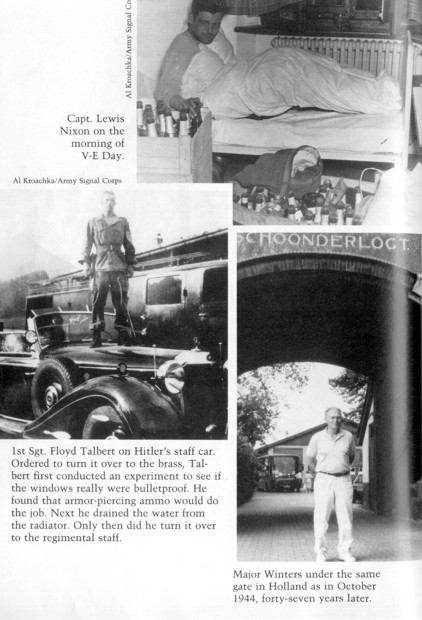 Al Kroachka/Army Signal Co
Capt. Lewis
Nixon on the
morning of
V-E Day.
Al Kroachka/Army Signal Corps
SCHOONDERLOGT
1st Sgt. Floyd Talbert on Hitler's staff car.
Ordered to turn it over to the brass, Tal-
bert first conducted an experiment to see if
the windows really were bulletproof. He
found that armor-piercing ammo would do
the job. Next he drained the water from
the radiator. Only then did he turn it over
to the regimental staff.
Major Winters under the same
gate in Holland as in October
1944, forty-seven years later.